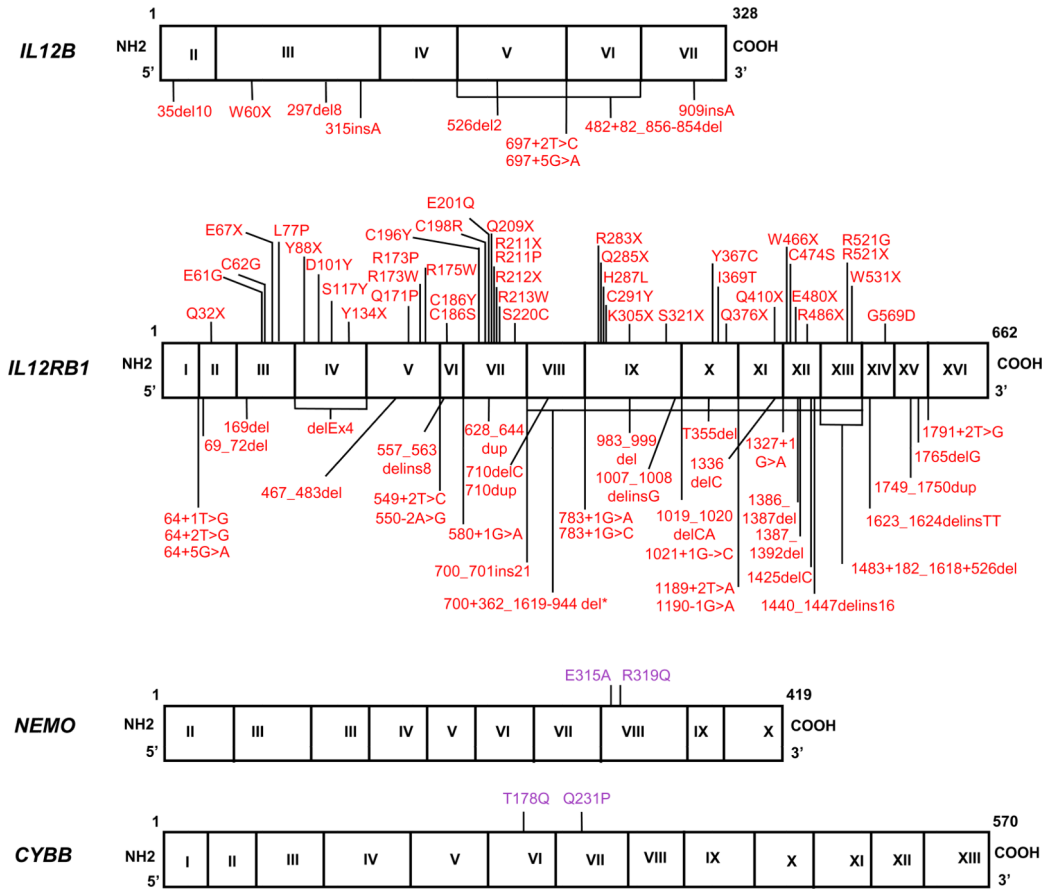 1 328
IL12B NH2 II III IV V VI VII COOH
5’ 3’
35del10 W60X 297del8 315insA 526del2 482+82_856-854del 909insA
697+2T>C
697+5G>A
E201Q
E67X L77P C196Y C198R Q209X R283X W466X R521G
Y88X R173P R211X Q285X Y367C C474S R521X
E61G C62G D101Y R173W R175W R211P H287L I369T W531X
S117Y Q171P C186Y R212X C291Y Q410X E480X
Q32X Y134X C186S R213W K305X S321X Q376X R486X G569D
S220C
1 662
IL12RB1 NH2 I II III IV V VI VII VIII IX X XI XII XIII XIV XV XVI COOH
5’ 3’
169del delEx4 628_644 T355del 1791+2T>G
69_72del 557_563 dup 983_999 1327+1 1765delG
delins8 710delC del 1336 G>A
467_483del 549+2T>C 710dup 1007_1008 delC 1749_1750dup
550-2A>G delinsG 1386_
64+1T>G 580+1G>A 783+1G>A 1019_1020 1387del 1623_1624delinsTT
64+2T>G 783+1G>C delCA 1387_
64+5G>A 1021+1G->C 1392del
700_701ins21 1189+2T>A 1425delC 1483+182_1618+526del
700+362_1619-944 del* 1190-1G>A 1440_1447delins16
E315A R319Q
1 419
NEMO NH2 II III III IV V VI VII VIII IX X COOH
5’ 3’
T178Q Q231P
1 570
CYBB NH2 I II III IV V VI VII VIII IX X XI XII XIII COOH
5’ 3’